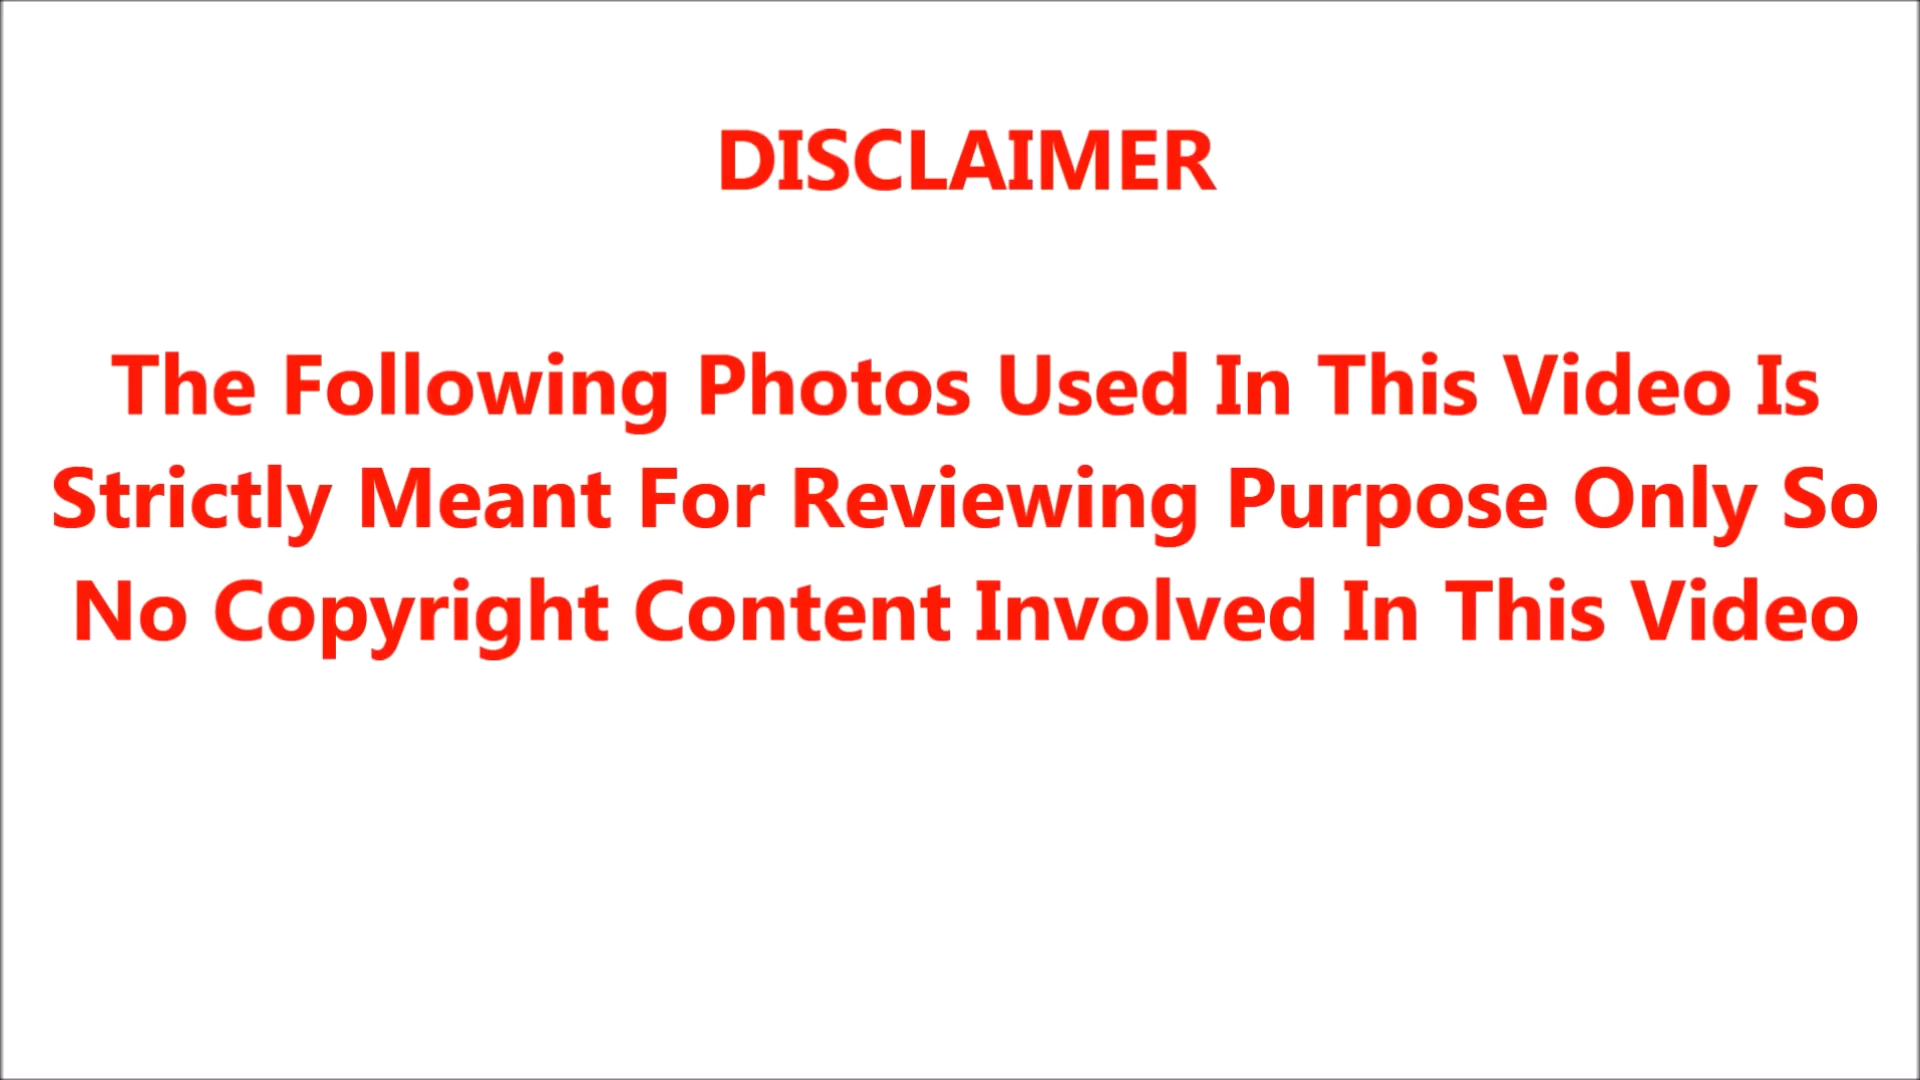 DISCLAIMER
The Following Photos Used In This Video Is
Strictly Meant For Reviewing Purpose Only So
No Copyright Content Involved In This Video